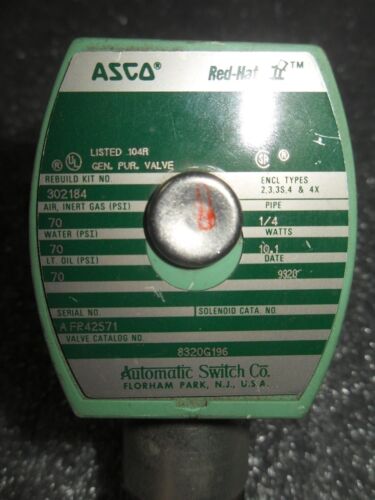 ASCO® Red-Hat II™
LISTED 104R
GEN. PUR. VALVE
REBUILD KIT NO.
302184
ENCL TYPES
2,3,3S,4 & 4X
AIR, INERT GAS (PSI)
70
PIPE
1/4
WATER (PSI)
70
WATTS
10.1
LT. OIL (PSI)
70
DATE
9320
SERIAL NO.
AFR42571
SOLENOID CATA. NO.
VALVE CATALOG NO.
8320G196
Automatic Switch Co.
FLORHAM PARK, N.J., U.S.A.